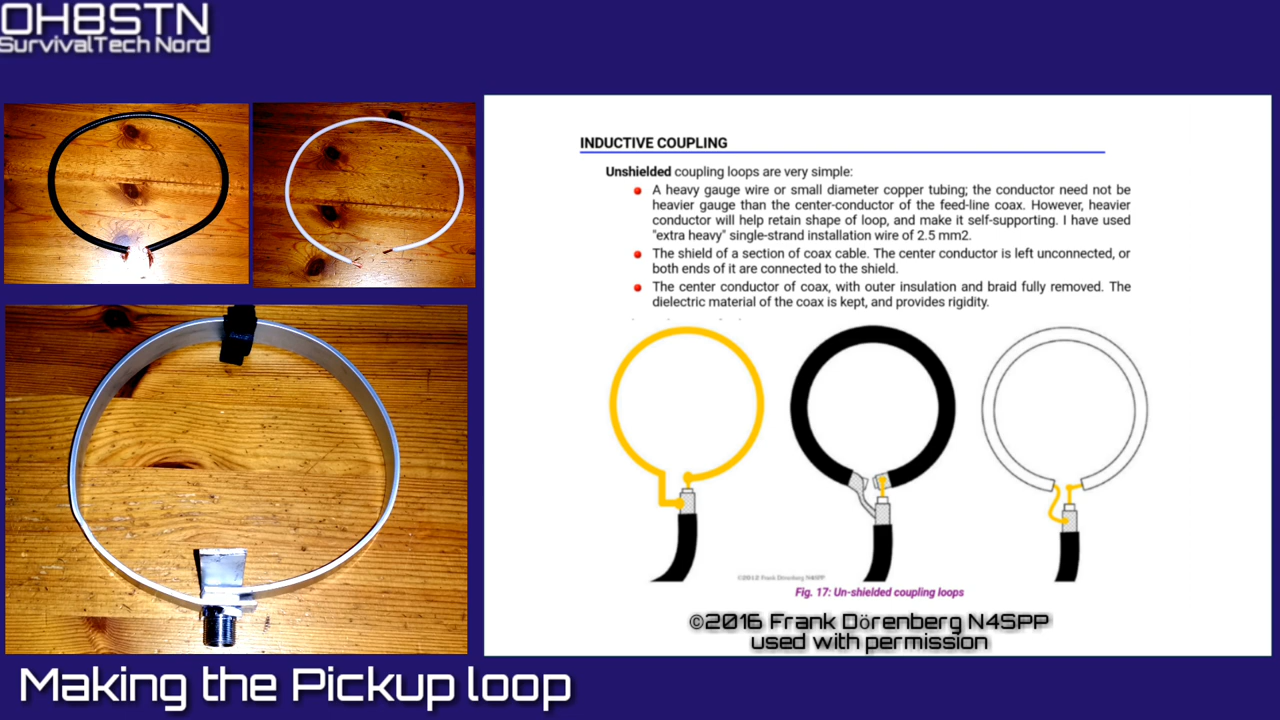 OH8STN
SurvivalTech Nord
INDUCTIVE COUPLING
Unshielded coupling loops are very simple:
A heavy gauge wire or small diameter copper tubing; the conductor need not be
heavier gauge than the center-conductor of the feed-line coax. However, heavier
conductor will help retain shape of loop, and make it self-supporting. I have used
"extra heavy" single-strand installation wire of 2.5 mm2.
The shield of a section of coax cable. The center conductor is left unconnected, or
both ends of it are connected to the shield.
The center conductor of coax, with outer insulation and braid fully removed. The
dielectric material of the coax is kept, and provides rigidity.
Frank Dörenberg N4SPP
Fig. 17: Un-shielded coupling loops
©2016 Frank Dörenberg N4SPP
used with permission
Making the Pickup loop